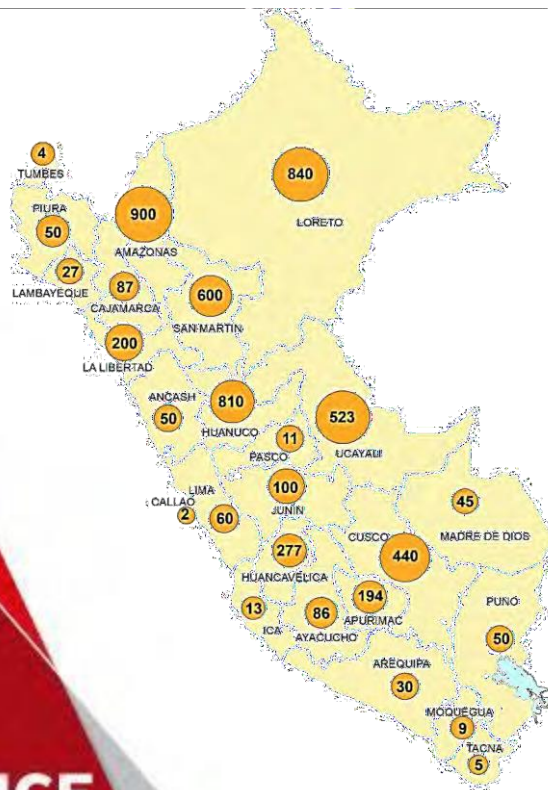 4
TUMBES
840
LORETO
PIURA
50
900
AMAZONAS
27
LAMBAYEQUE
87
CAJAMARCA
600
SAN MARTIN
200
LA LIBERTAD
ANCASH
50
810
HUANUCO
523
UCAYALI
11
PASCO
LIMA
CALLAO
2
60
100
JUNIN
45
MADRE DE DIOS
CUSCO
440
277
HUANCAVELICA
194
APURIMAC
13
ICA
86
AYACUCHO
PUNO
50
AREQUIPA
30
MOQUEGUA
9
TACNA
5